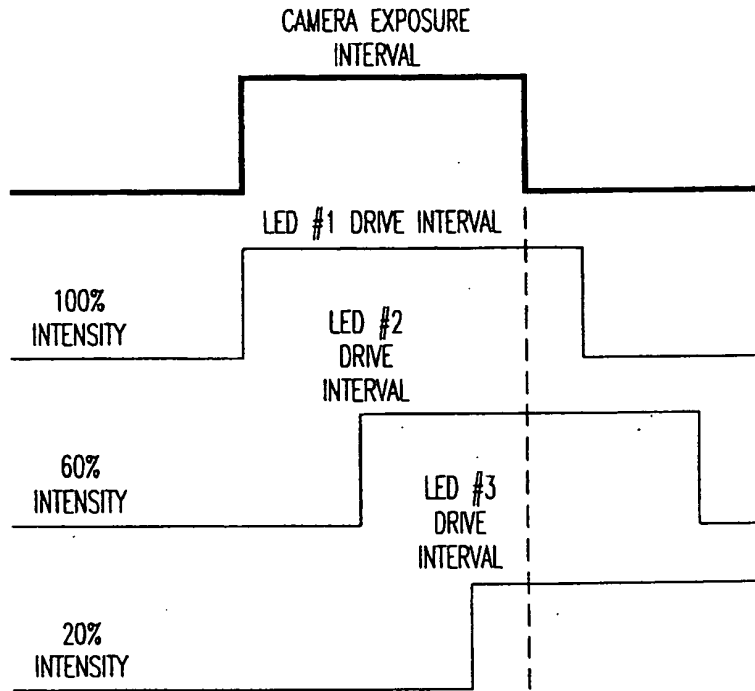 CAMERA EXPOSURE
INTERVAL
LED #1 DRIVE INTERVAL
100%
INTENSITY
LED #2
DRIVE
INTERVAL
60%
INTENSITY
LED #3
DRIVE
INTERVAL
20%
INTENSITY